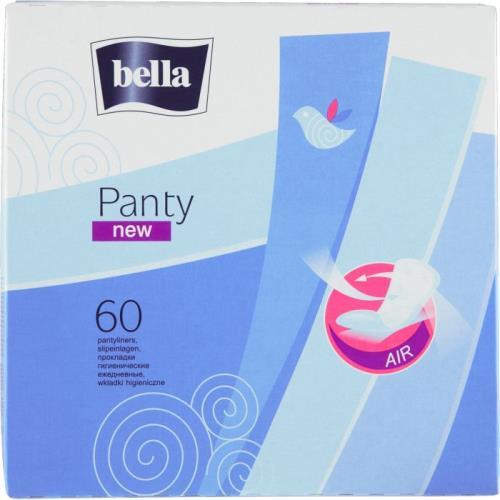 bella
Panty
new
60
pantyliners,
slipeinlagen,
прокладки
гигиенические
ежедневные,
wkładki higieniczne
AIR